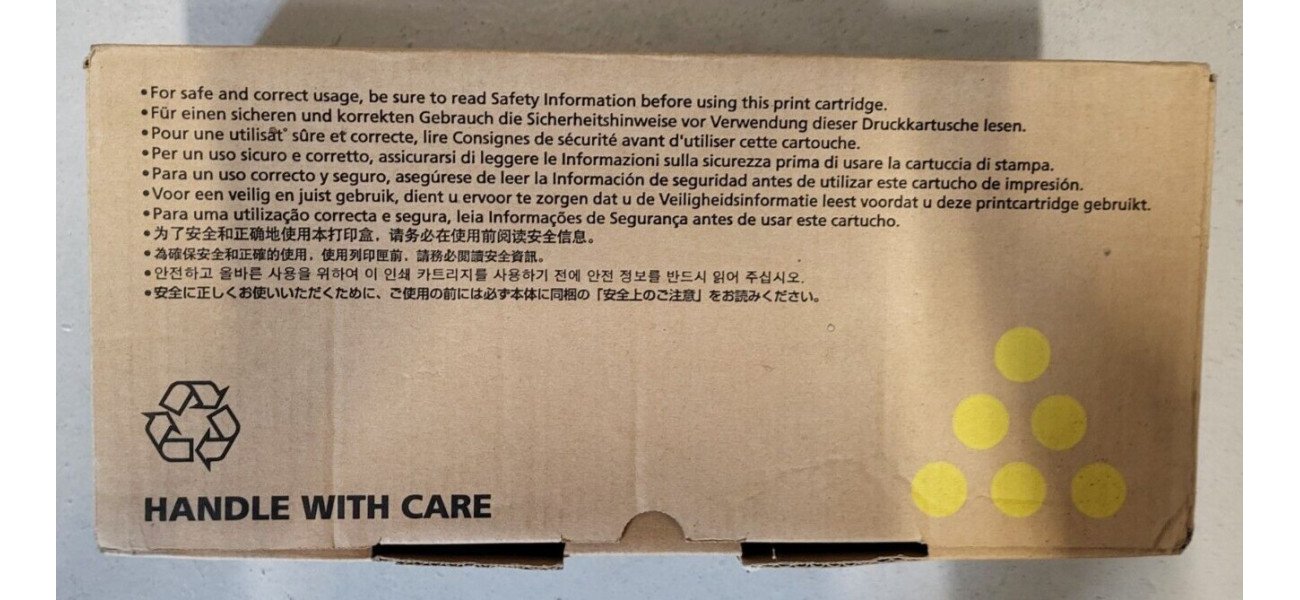 •For safe and correct usage, be sure to read Safety Information before using this print cartridge.
•Für einen sicheren und korrekten Gebrauch die Sicherheitshinweise vor Verwendung dieser Druckkartusche lesen.
•Pour une sûre et correcte, lire Consignes de sécurité avant d'utiliser cette cartouche.
•Per un uso sicuro e corretto, assicurarsi di leggere le Informazioni sulla sicurezza prima di usare la cartuccia di stampa.
•Para un uso correcto y seguro, asegúrese de leer la Información de seguridad antes de utilizar este cartucho de impresión.
•Voor een veilig en juist gebruik, dient u ervoor te zorgen dat u de Veiligheidsinformatie leest voordat u deze printcartridge gebruikt.
•Para uma utilização correcta e segura, leia Informações de Segurança antes de usar este cartucho.
•为了安全和正确地使用本打印盒，请务必在使用前阅读安全信息。
•為確保安全和正確的使用，使用列印匣前，請務必閱讀安全資訊。
•안전하고 올바른 사용을 위하여 이 인쇄 카트리지를 사용하기 전에 안전 정보를 반드시 읽어 주십시오.
•安全に正しくお使いいただくために、ご使用の前には必ず本体に同梱の「安全上のご注意」をお読みください。
HANDLE WITH CARE